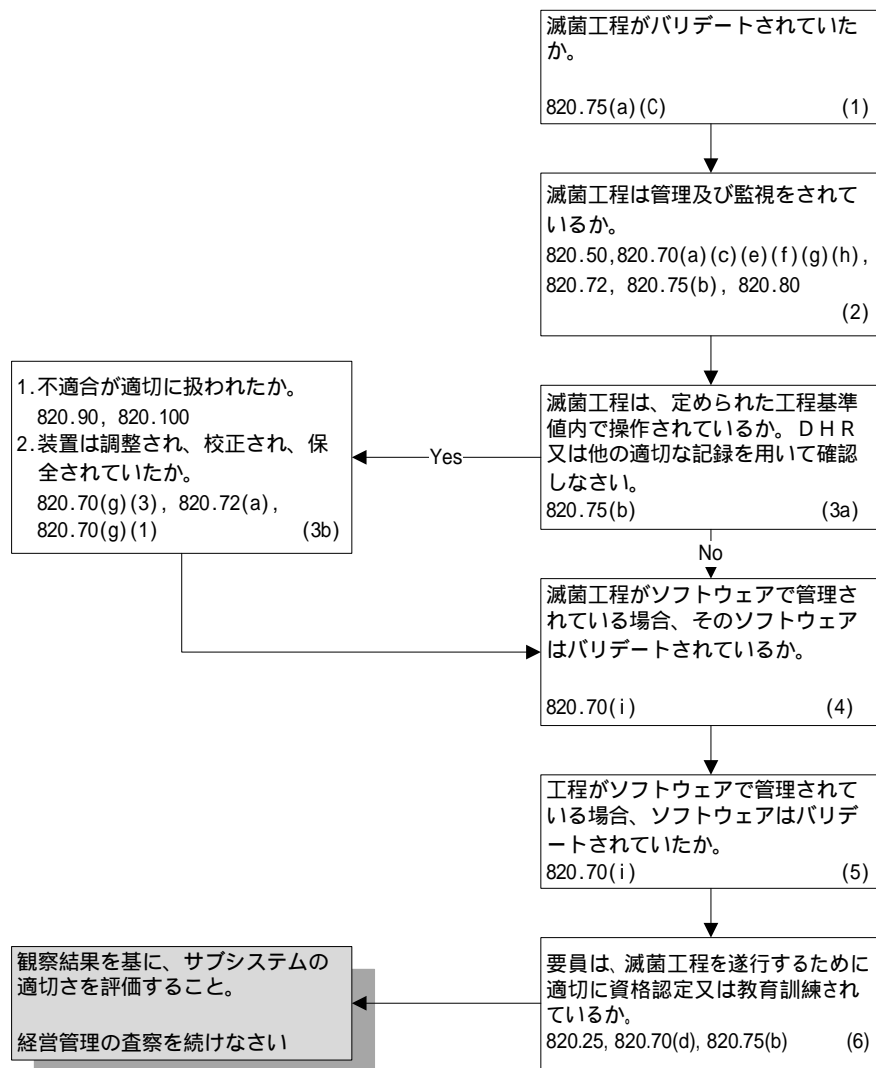 滅菌工程がバリデートされていた
か。
820.75(a)(C) (1)
滅菌工程は管理及び監視をされて
いるか。
820.50,820.70(a)(c)(e)(f)(g)(h),
820.72, 820.75(b), 820.80
(2)
滅菌工程は、定められた工程基準
値内で操作されているか。DHR
又は他の適切な記録を用いて確認
しなさい。
820.75(b) (3a)
Yes
1.不適合が適切に扱われたか。
820.90, 820.100
2.装置は調整され、校正され、保
全されていたか。
820.70(g)(3), 820.72(a),
820.70(g)(1) (3b)
No
滅菌工程がソフトウェアで管理さ
れている場合、そのソフトウェア
はバリデートされているか。
820.70(i) (4)
工程がソフトウェアで管理されて
いる場合、ソフトウェアはバリデ
ートされていたか。
820.70(i) (5)
要員は、滅菌工程を遂行するために
適切に資格認定又は教育訓練され
ているか。
820.25, 820.70(d), 820.75(b) (6)
観察結果を基に、サブシステムの
適切さを評価すること。
経営管理の査察を続けなさい